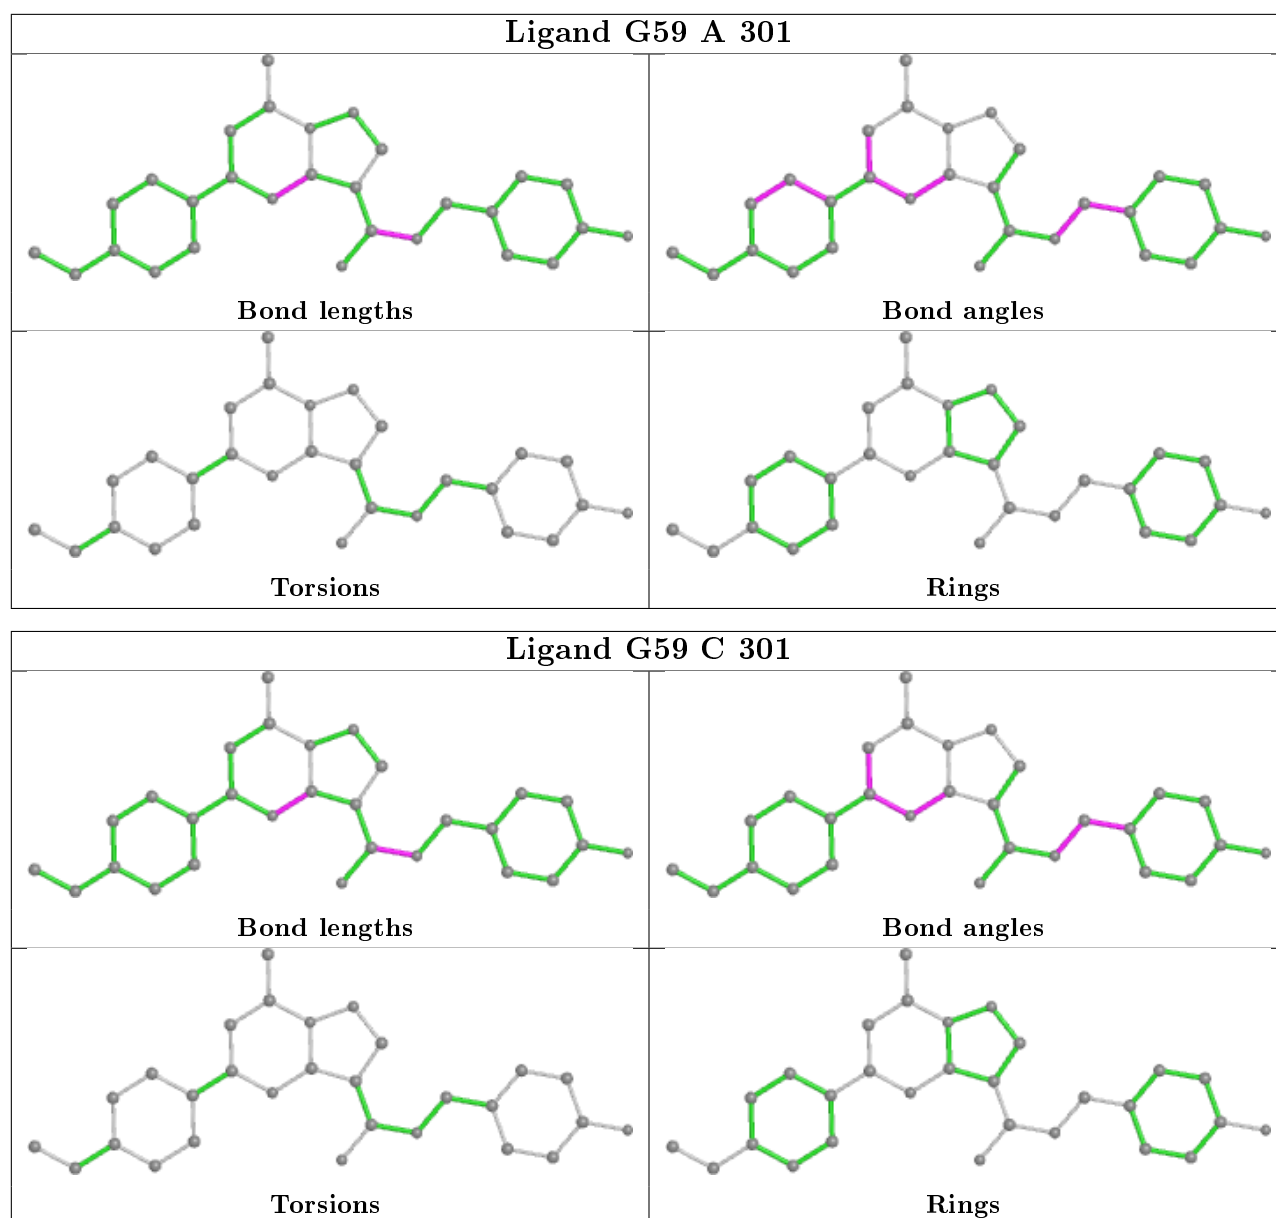 Ligand G59 A 301
Bond lengths
Bond angles
Torsions
Rings
Ligand G59 C 301
Bond lengths
Bond angles
Torsions
Rings